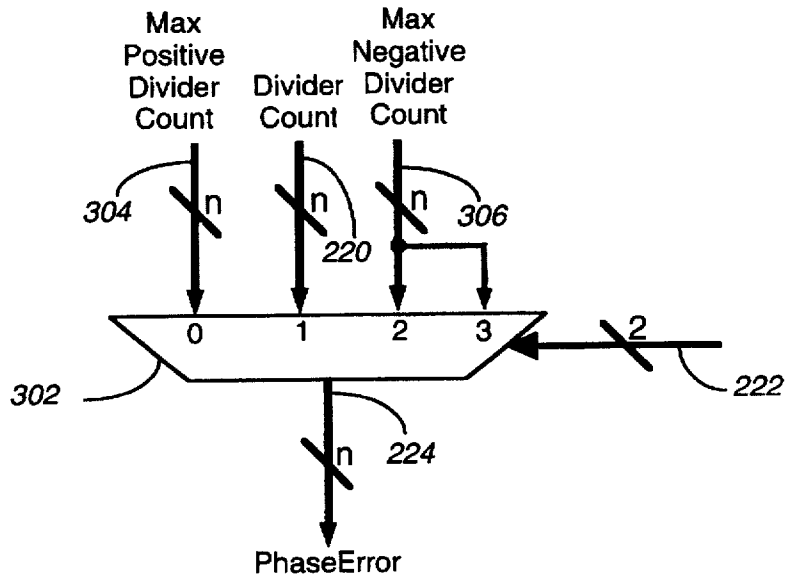 Max
Positive
Divider
Count
Divider
Count
Max
Negative
Divider
Count
304
n
220
n
306
n
0
1
2
3
2
222
302
224
n
PhaseError